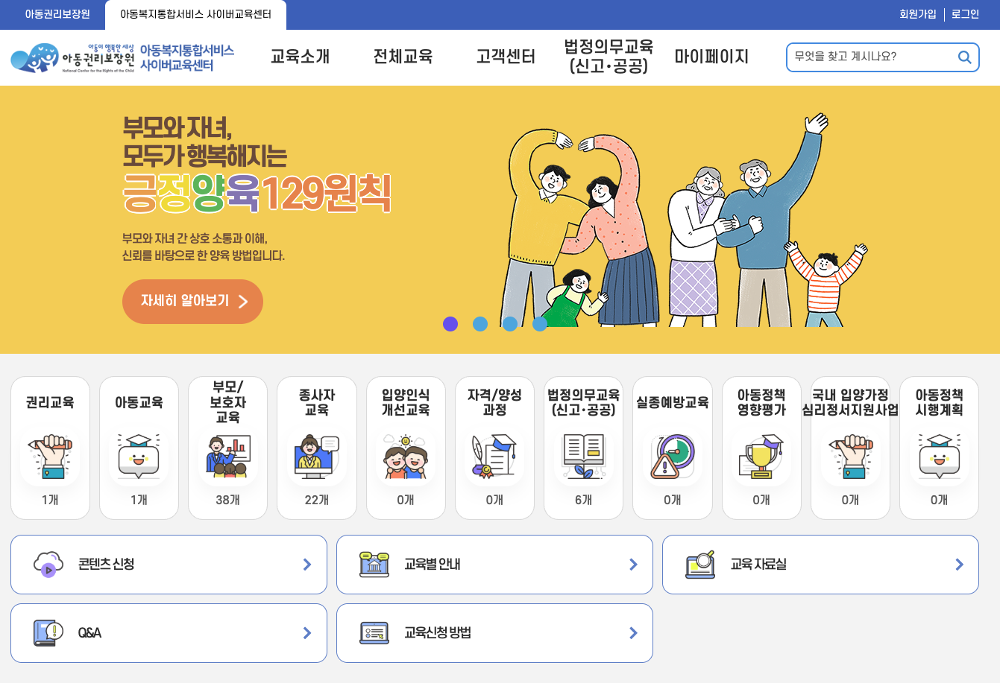 아동권리보장원
아동복지통합서비스 사이버교육센터
회원가입
로그인
아동이 행복한 세상
아동권리보장원
National Center for the Rights of the Child
아동복지통합서비스
사이버교육센터
교육소개
전체교육
고객센터
법정의무교육
(신고·공공)
마이페이지
무엇을 찾고 계시나요?
부모와 자녀,
모두가 행복해지는
긍정양육 129원칙
부모와 자녀 간 상호 소통과 이해,
신뢰를 바탕으로 한 양육 방법입니다.
자세히 알아보기
권리교육
1개
아동교육
1개
부모/
보호자
교육
38개
종사자
교육
22개
입양인식
개선교육
0개
자격/양성
과정
0개
법정의무교육
(신고·공공)
6개
실종예방교육
0개
아동정책
영향평가
0개
국내 입양가정
심리정서지원사업
0개
아동정책
시행계획
0개
콘텐츠 신청
교육별 안내
교육 자료실
Q&A
교육신청 방법